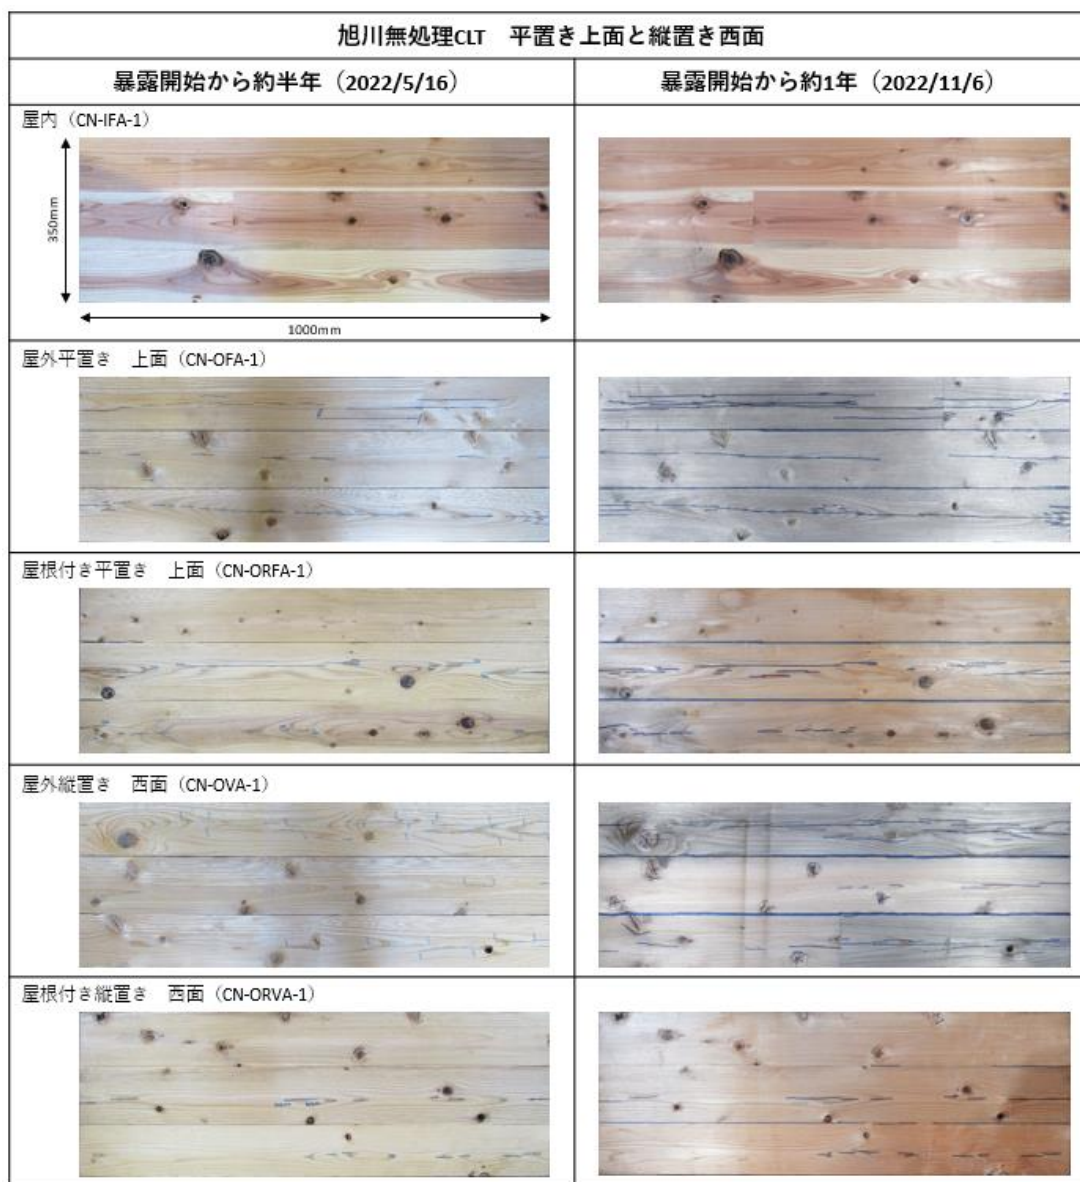 旭川無処理CLT 平置き上面と縦置き西面
暴露開始から約半年（2022/5/16）
暴露開始から約1年（2022/11/6）
屋内（CN-IFA-1）
350mm
1000mm
屋外平置き 上面（CN-OFA-1）
屋根付き平置き 上面（CN-ORFA-1）
屋外縦置き 西面（CN-OVA-1）
屋根付き縦置き 西面（CN-ORVA-1）